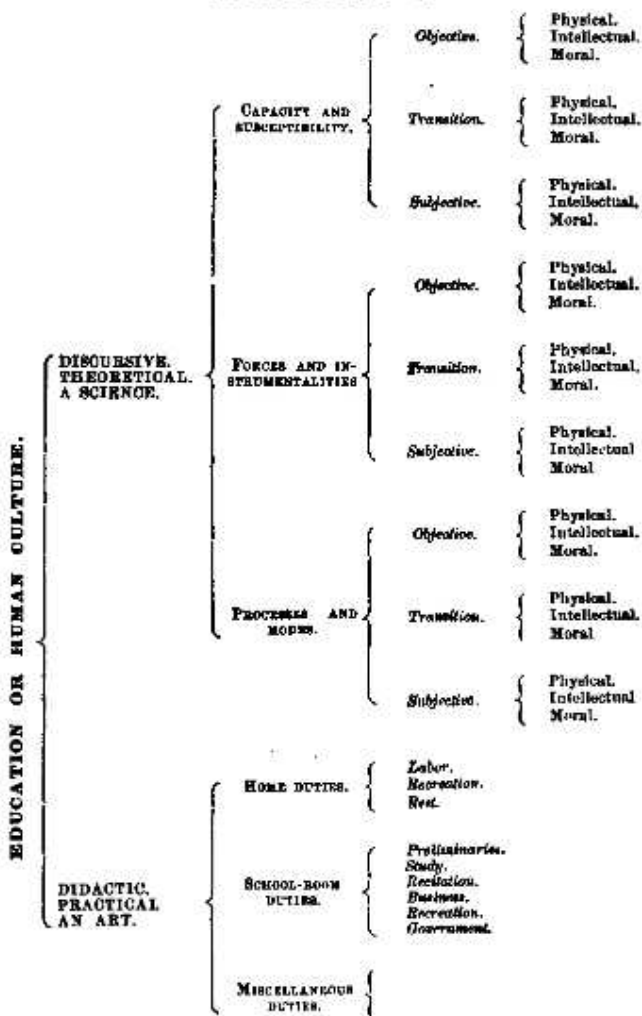 EDUCATION OR HUMAN CULTURE.
DISCURSIVE.
THEORETICAL.
A SCIENCE.
CAPACITY AND
SUSCEPTIBILITY.
Objective.
Physical.
Intellectual.
Moral.
Transition.
Physical.
Intellectual.
Moral.
Subjective.
Physical.
Intellectual,
Moral.
FORCES AND IN-
STRUMENTALITIES
Objective.
Physical.
Intellectual.
Moral.
Transition.
Physical,
Intellectual,
Moral.
Subjective.
Physical.
Intellectual
Moral
PROCESSES AND
MODES.
Objective.
Physical.
Intellectual.
Moral.
Transition.
Physical.
Intellectual.
Moral
Subjective.
Physical.
Intellectual
Moral.
DIDACTIC.
PRACTICAL
AN ART.
HOME DUTIES.
Labor.
Recreation.
Rest.
SCHOOL-ROOM
DUTIES.
Preliminaries.
Study.
Recitation.
Business.
Recreation.
Government.
MISCELLANEOUS
DUTIES.